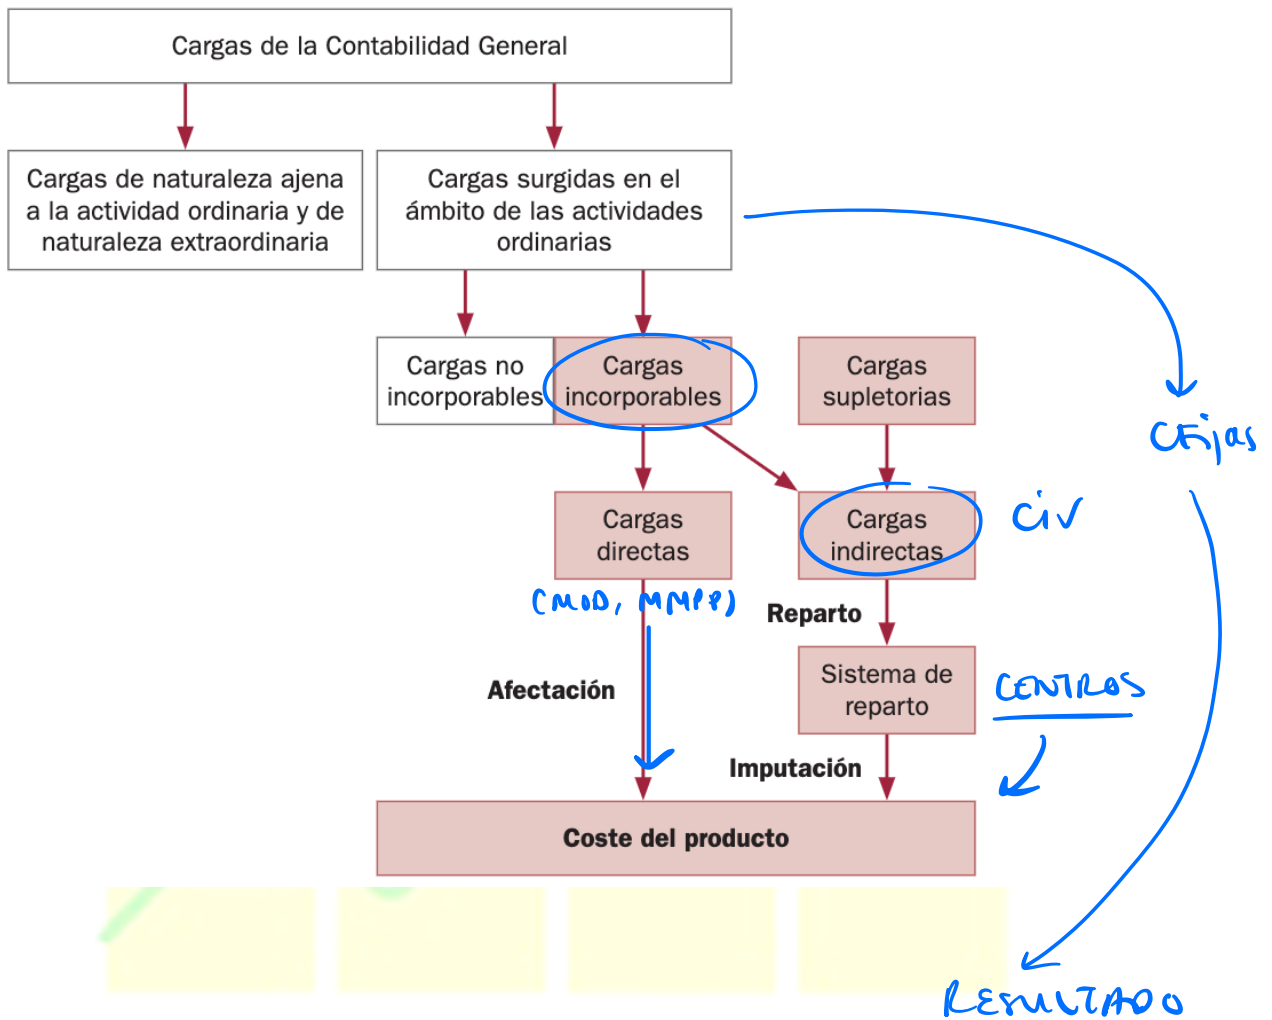 Cargas de la Contabilidad General
Cargas de naturaleza ajena
a la actividad ordinaria y de
naturaleza extraordinaria
Cargas surgidas en el
ámbito de las actividades
ordinarias
Cargas no
incorporables
Cargas
incorporables
Cargas
supletorias
CFijas
Cargas
directas
Cargas
indirectas
CiV
(MOD, MMPP)
Reparto
Afectación
Sistema de
reparto
CENTROS
Imputación
Coste del producto
RESULTADO